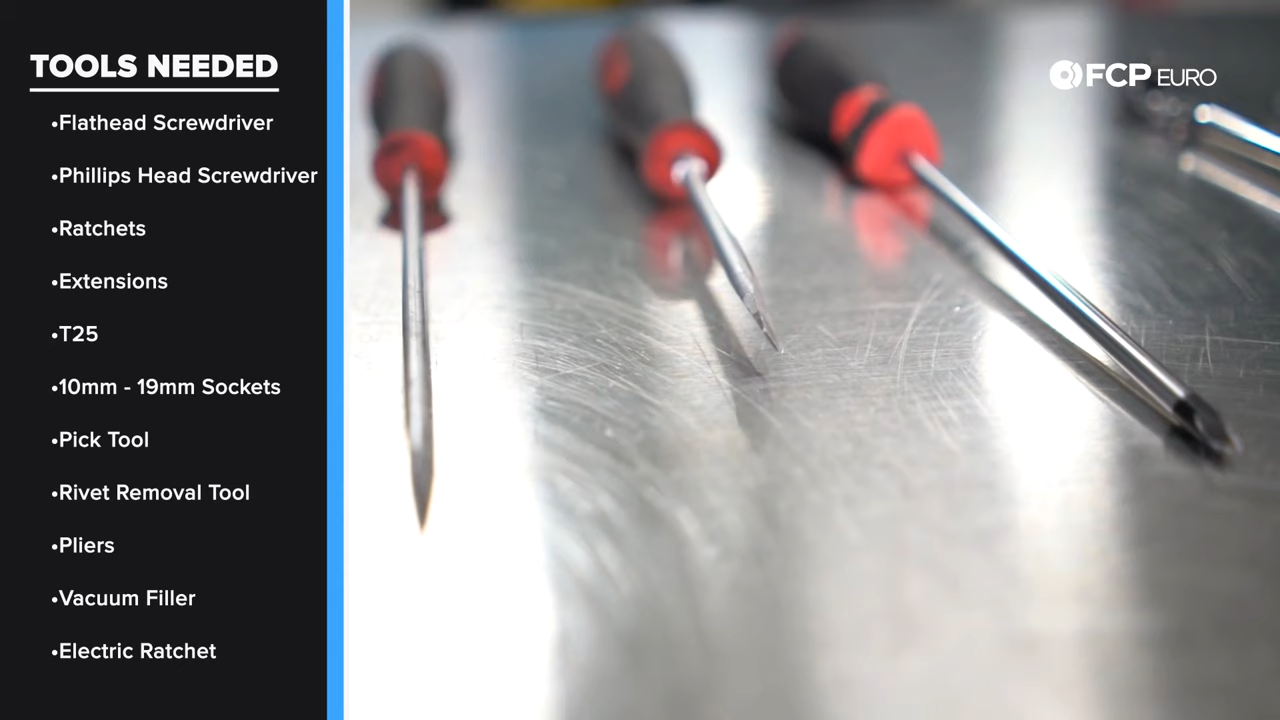 TOOLS NEEDED
•Flathead Screwdriver
•Phillips Head Screwdriver
•Ratchets
•Extensions
•T25
•10mm - 19mm Sockets
•Pick Tool
•Rivet Removal Tool
•Pliers
•Vacuum Filler
•Electric Ratchet
FCP EURO